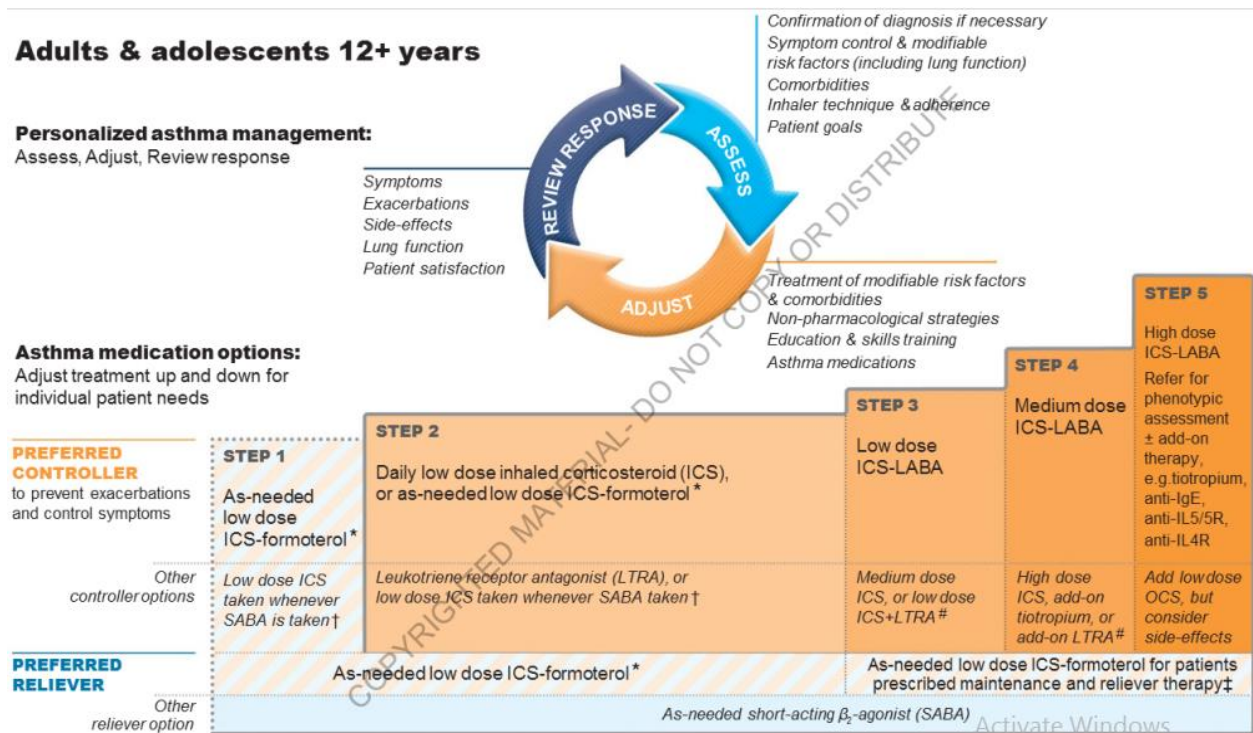 Adults & adolescents 12+ years
Personalized asthma management:
Assess, Adjust, Review response
Confirmation of diagnosis if necessary
Symptom control & modifiable
risk factors (including lung function)
Comorbidities
Inhaler technique & adherence
Patient goals
REVIEW RESPONSE
ASSESS
ADJUST
Symptoms
Exacerbations
Side-effects
Lung function
Patient satisfaction
Treatment of modifiable risk factors
& comorbidities
Non-pharmacological strategies
Education & skills training
Asthma medications
Asthma medication options:
Adjust treatment up and down for
individual patient needs
PREFERRED
CONTROLLER
to prevent exacerbations
and control symptoms
STEP 1
As-needed
low dose
ICS-formoterol *
STEP 2
Daily low dose inhaled corticosteroid (ICS),
or as-needed low dose ICS-formoterol *
STEP 3
Low dose
ICS-LABA
STEP 4
Medium dose
ICS-LABA
STEP 5
High dose
ICS-LABA
Refer for
phenotypic
assessment
± add-on
therapy,
e.g.tiotropium,
anti-IgE,
anti-IL5/5R,
anti-IL4R
Other
controller options
Low dose ICS
taken whenever
SABA is taken †
Leukotriene receptor antagonist (LTRA), or
low dose ICS taken whenever SABA taken †
Medium dose
ICS, or low dose
ICS+LTRA #
High dose
ICS, add-on
tiotropium, or
add-on LTRA #
Add low dose
OCS, but
consider
side-effects
PREFERRED
RELIEVER
As-needed low dose ICS-formoterol *
As-needed low dose ICS-formoterol for patients
prescribed maintenance and reliever therapy‡
Other
reliever option
As-needed short-acting β2-agonist (SABA)
COPYRIGHTED MATERIAL- DO NOT COPY OR DISTRIBUTE
Activate Windows